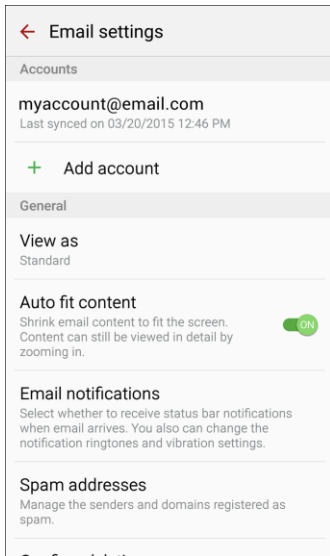 Email settings
Accounts
myaccount@email.com
Last synced on 03/20/2015 12:46 PM
+ Add account
General
View as
Standard
Auto fit content
Shrink email content to fit the screen.
Content can still be viewed in detail by
zooming in.
ON
Email notifications
Select whether to receive status bar notifications
when email arrives. You also can change the
notification ringtones and vibration settings.
Spam addresses
Manage the senders and domains registered as
spam.